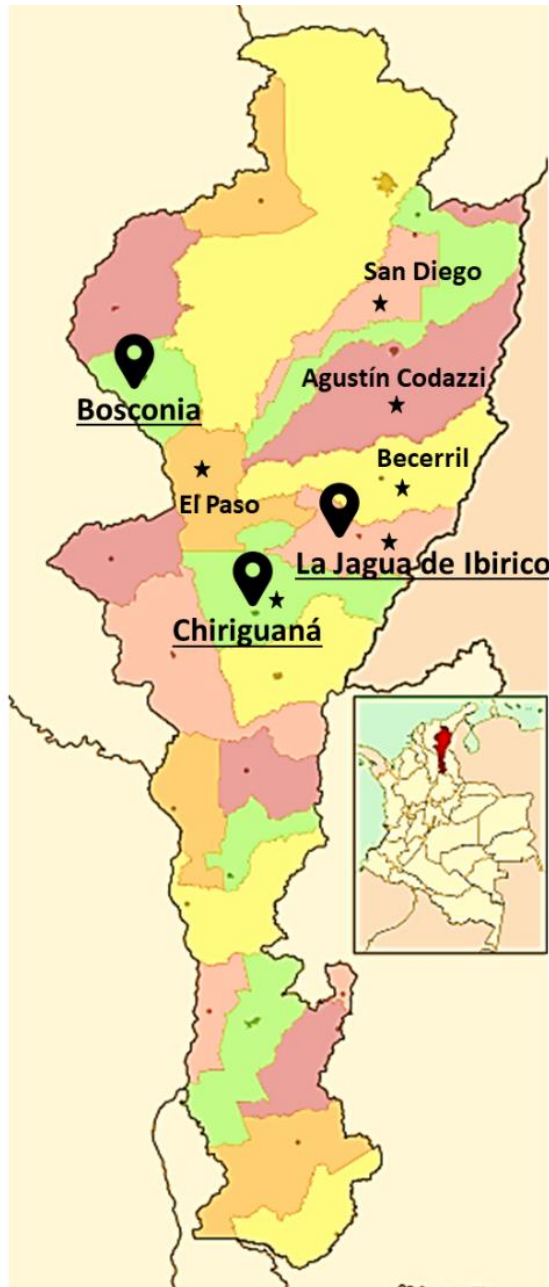 San Diego
Agustín Codazzi
Bosconia
Becerril
El Paso
La Jagua de Ibirico
Chiriguaná